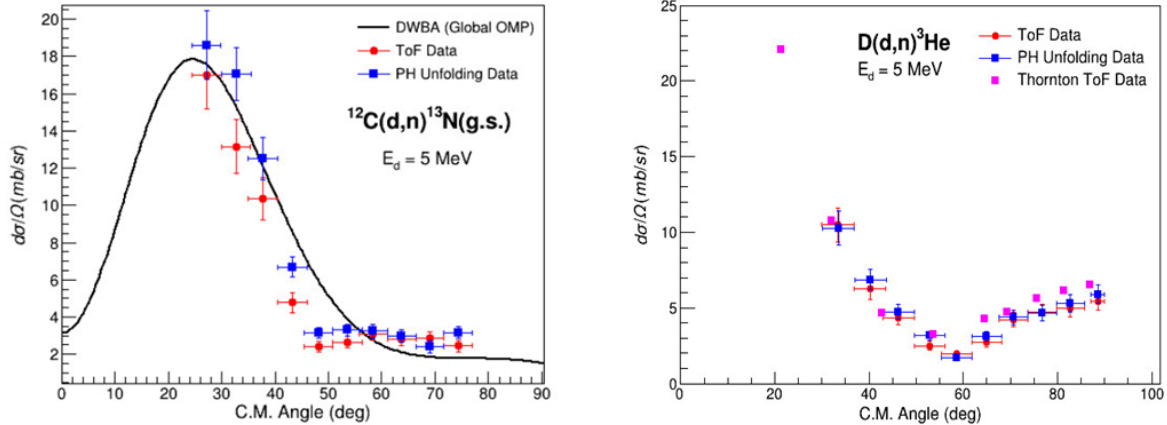 20
18
16
14
12
10
8
6
4
2
0 10 20 30 40 50 60 70 80 90
dσ/Ω(mb/sr)
C.M. Angle (deg)
DWBA (Global OMP)
ToF Data
PH Unfolding Data
¹²C(d,n)¹³N(g.s.)
E_d = 5 MeV
25
20
15
10
5
0
0 20 40 60 80 100
dσ/Ω(mb/sr)
C.M. Angle (deg)
D(d,n)³He
E_d = 5 MeV
ToF Data
PH Unfolding Data
Thornton ToF Data